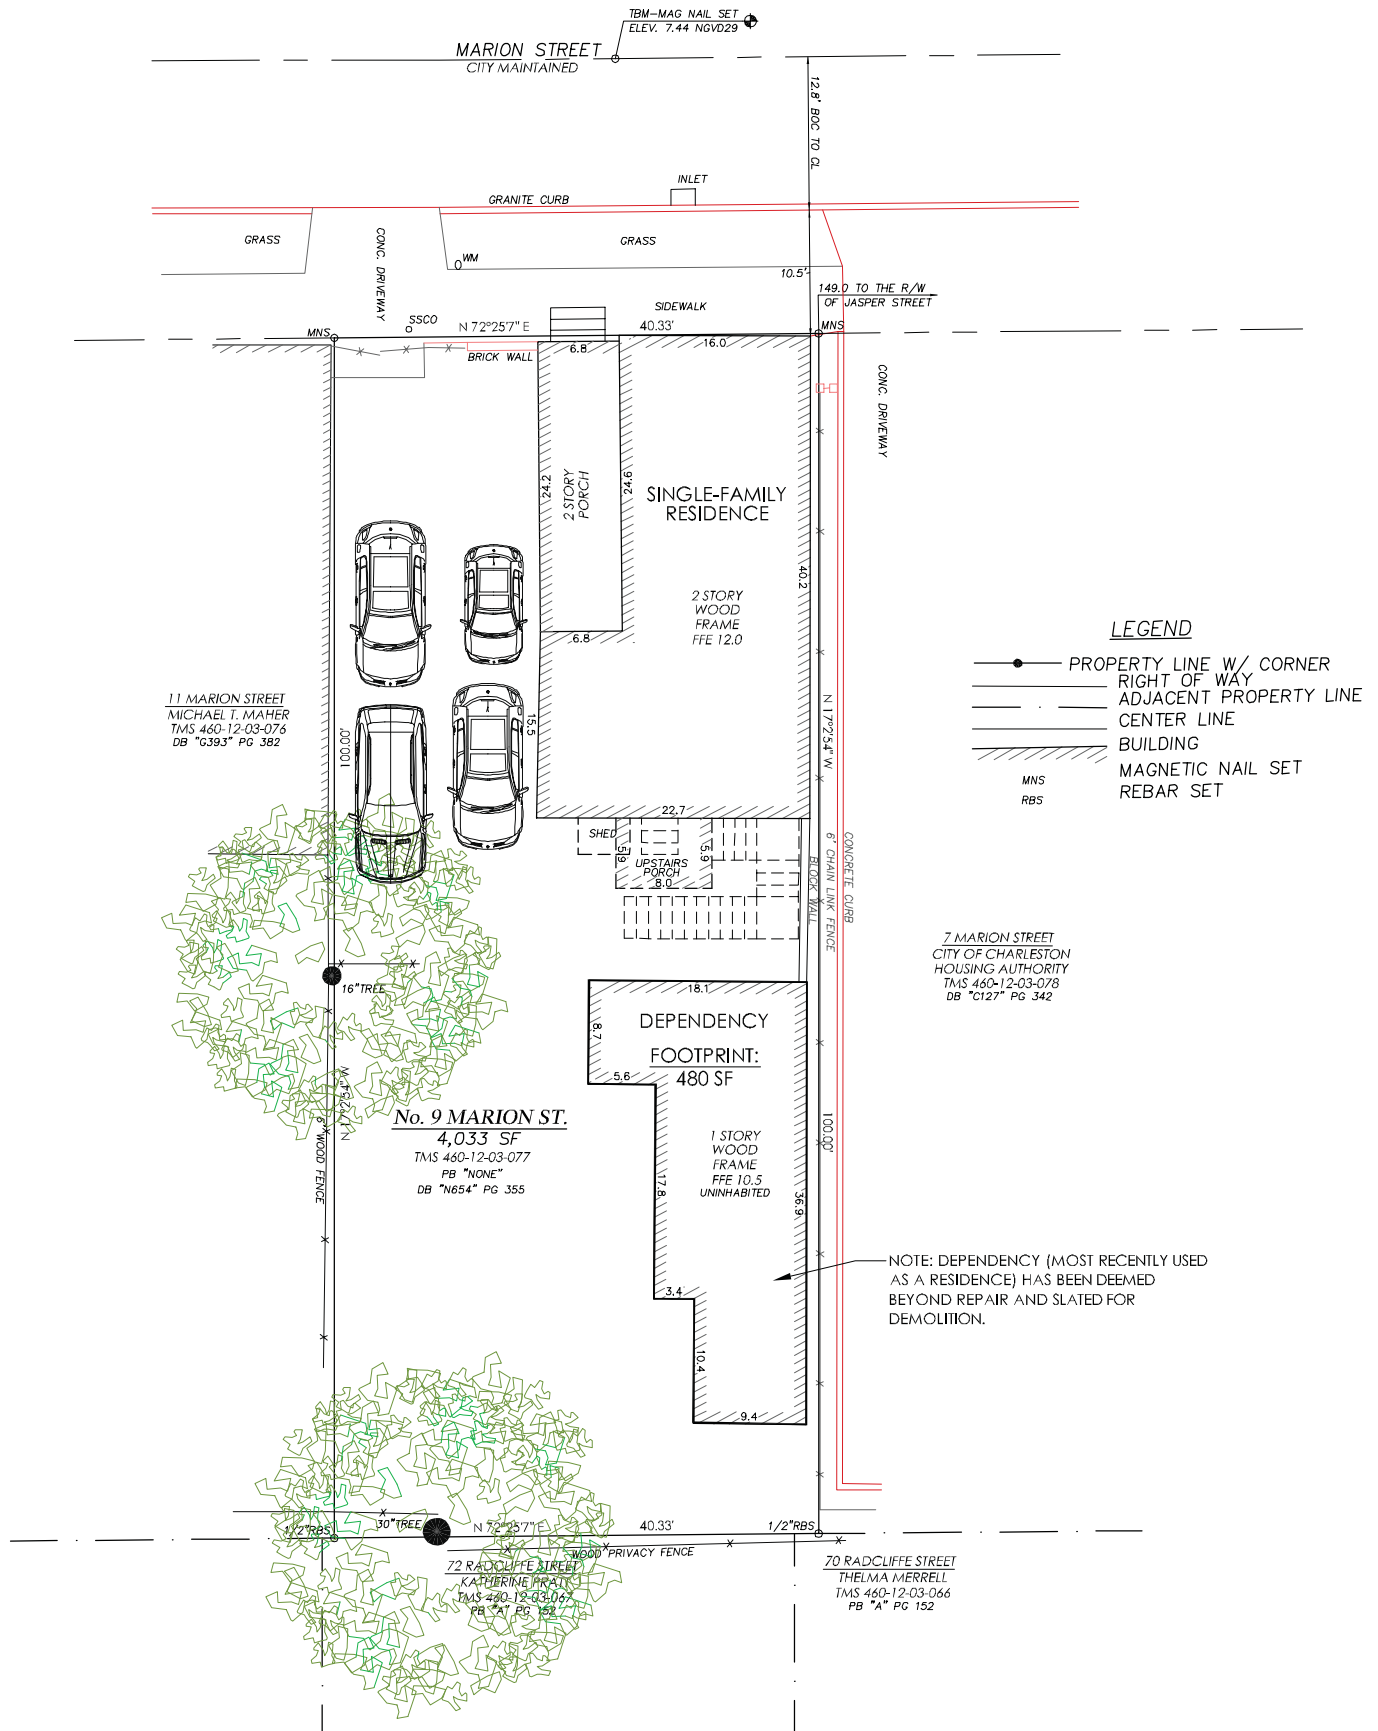 TBM-MAG NAIL SET
ELEV. 7.44 NGVD29
MARION STREET
CITY MAINTAINED
12.8' BOC TO CL
INLET
GRANITE CURB
GRASS
CONC. DRIVEWAY
GRASS
WM
10.5'
149.0 TO THE R/W
OF JASPER STREET
SIDEWALK
SSCO
MNS
N 72°25'7" E
40.33'
MNS
BRICK WALL
6.8
16.0
CONC. DRIVEWAY
24.2
2 STORY
PORCH
24.6
SINGLE-FAMILY
RESIDENCE
40.2
2 STORY
WOOD
FRAME
FFE 12.0
6.8
LEGEND
PROPERTY LINE W/ CORNER
RIGHT OF WAY
ADJACENT PROPERTY LINE
CENTER LINE
BUILDING
MNS
MAGNETIC NAIL SET
RBS
REBAR SET
11 MARION STREET
MICHAEL T. MAHER
TMS 460-12-03-076
DB "G393" PG 382
100.00'
15.5
N 17°2'54" W
22.7
SHED
5.9
UPSTAIRS
PORCH
8.0
5.9
BLOCK WALL
6' CHAIN LINK FENCE
CONCRETE CURB
7 MARION STREET
CITY OF CHARLESTON
HOUSING AUTHORITY
TMS 460-12-03-078
DB "C127" PG 342
16"TREE
18.1
8.7
DEPENDENCY
FOOTPRINT:
480 SF
5.6
N 17°2'54" W
6' WOOD FENCE
No. 9 MARION ST.
4,033 SF
TMS 460-12-03-077
PB "NONE"
DB "N654" PG 355
1 STORY
WOOD
FRAME
FFE 10.5
UNINHABITED
17.8
36.9
100.00'
NOTE: DEPENDENCY (MOST RECENTLY USED
AS A RESIDENCE) HAS BEEN DEEMED
BEYOND REPAIR AND SLATED FOR
DEMOLITION.
3.4
10.4
9.4
1/2"RBS
30"TREE
N 72°25'7" E
40.33'
1/2"RBS
WOOD PRIVACY FENCE
72 RADCLIFFE STREET
KATHERINE PRATT
TMS 460-12-03-067
PB "A" PG 152
70 RADCLIFFE STREET
THELMA MERRELL
TMS 460-12-03-066
PB "A" PG 152